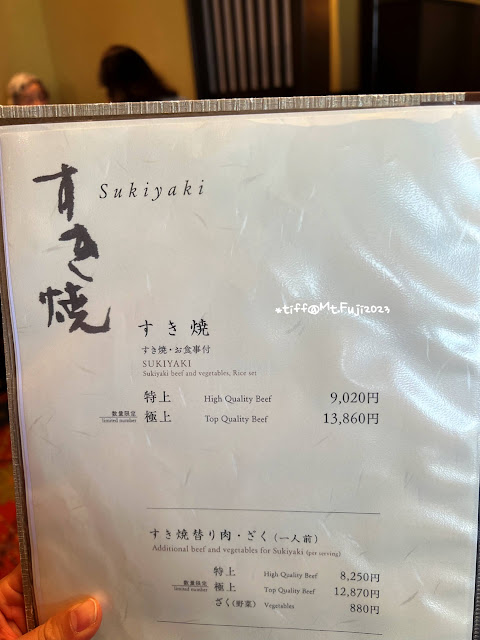 すき焼
Sukiyaki
*tiff@Mt.Fuji2023
すき焼
すき焼・お食事付
SUKIYAKI
Sukiyaki beef and vegetables, Rice set
特上 High Quality Beef 9,020円
数量限定 limited number 極上 Top Quality Beef 13,860円
すき焼替り肉・ざく(一人前)
Additional beef and vegetables for Sukiyaki (per serving)
特上 High Quality Beef 8,250円
数量限定 limited number 極上 Top Quality Beef 12,870円
ざく(野菜) Vegetables 880円